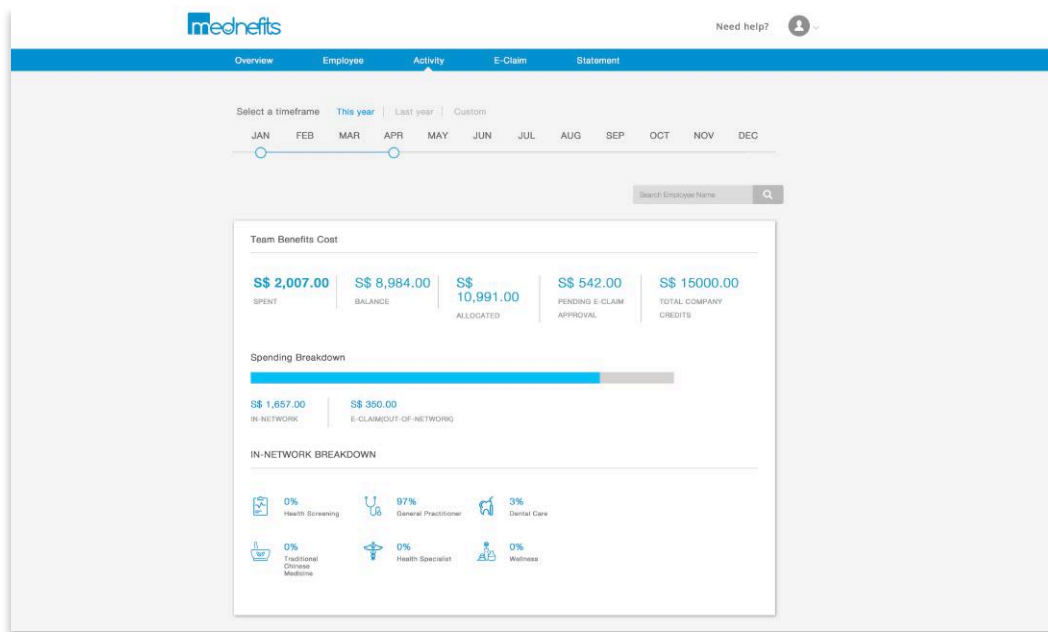 mednefits
Need help?
Overview Employee Activity E-Claim Statement
Select a timeframe This year Last year Custom
JAN FEB MAR APR MAY JUN JUL AUG SEP OCT NOV DEC
Search Employee Name
Team Benefits Cost
S$ 2,007.00
SPENT
S$ 8,984.00
BALANCE
S$
10,991.00
ALLOCATED
S$ 542.00
PENDING E-CLAIM
APPROVAL
S$ 15000.00
TOTAL COMPANY
CREDITS
Spending Breakdown
S$ 1,657.00
IN-NETWORK
S$ 350.00
E-CLAIM(OUT-OF-NETWORK)
IN-NETWORK BREAKDOWN
0%
Health Screening
97%
General Practitioner
3%
Dental Care
0%
Traditional
Chinese
Medicine
0%
Health Specialist
0%
Wellness